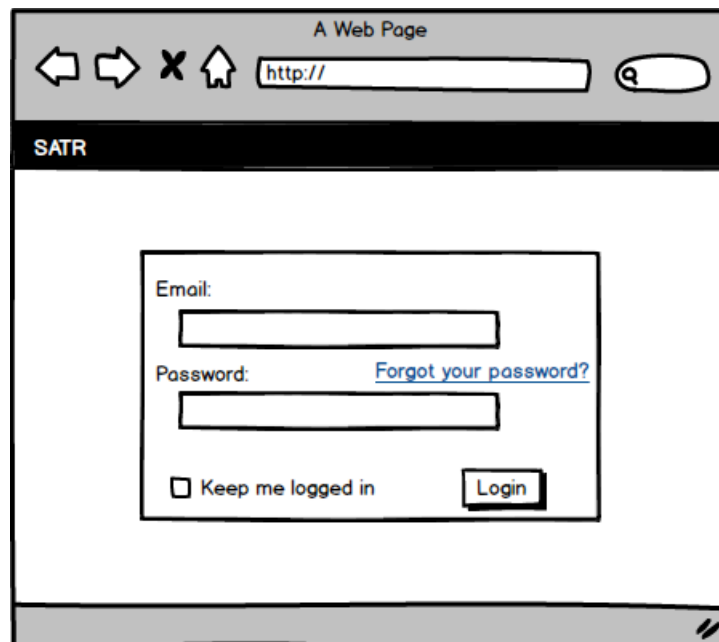 A Web Page
http://
SATR
Email:
Password:
Forgot your password?
Keep me logged in
Login